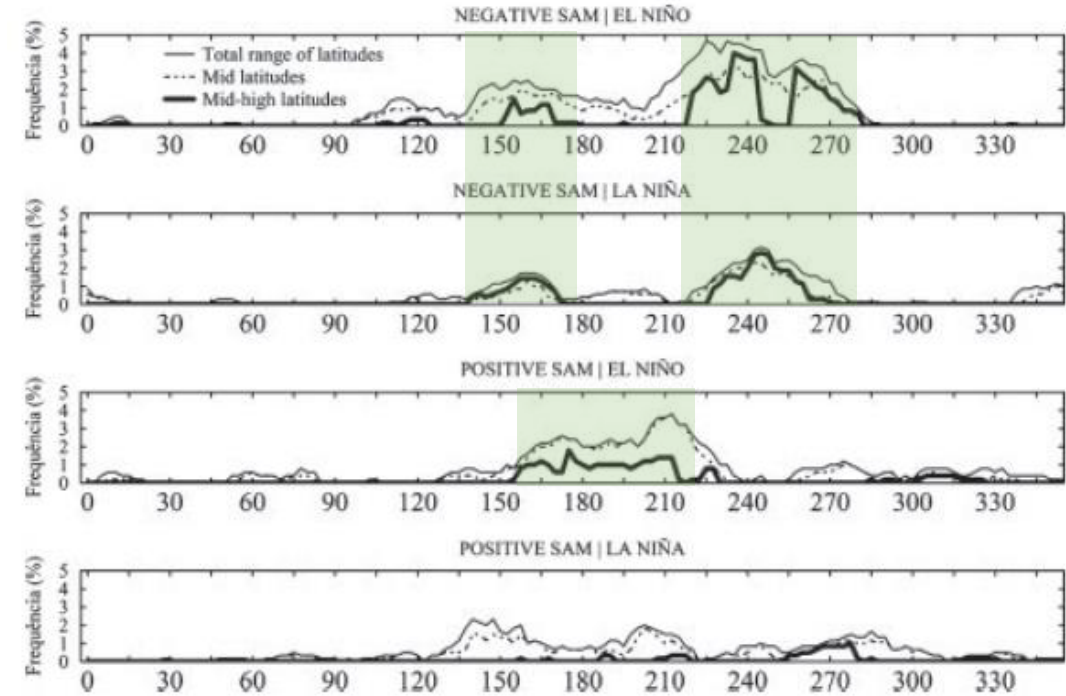 NEGATIVE SAM | EL NIÑO
Frequência (%)
5
4
3
2
1
0
Total range of latitudes
Mid latitudes
Mid-high latitudes
0 30 60 90 120 150 180 210 240 270 300 330
NEGATIVE SAM | LA NIÑA
Frequência (%)
5
4
3
2
1
0
0 30 60 90 120 150 180 210 240 270 300 330
POSITIVE SAM | EL NIÑO
Frequência (%)
5
4
3
2
1
0
0 30 60 90 120 150 180 210 240 270 300 330
POSITIVE SAM | LA NIÑA
Frequência (%)
5
4
3
2
1
0
0 30 60 90 120 150 180 210 240 270 300 330